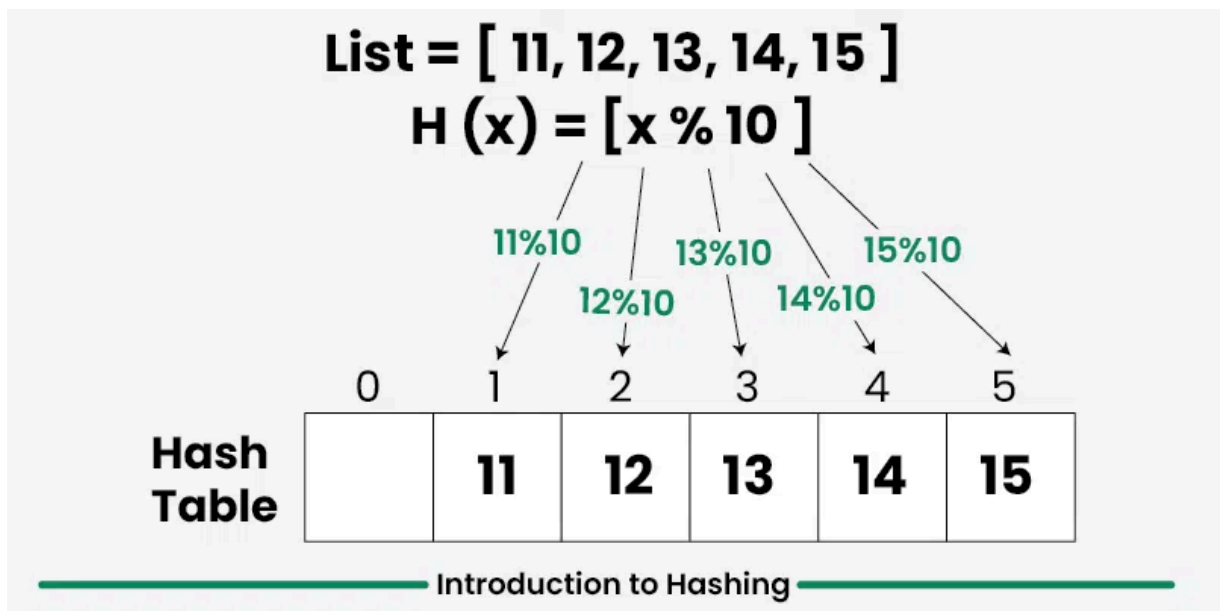 List = [ 11, 12, 13, 14, 15 ]
H (x) = [ x % 10 ]
11%10
12%10
13%10
14%10
15%10
0 1 2 3 4 5
Hash
Table
11 12 13 14 15
Introduction to Hashing